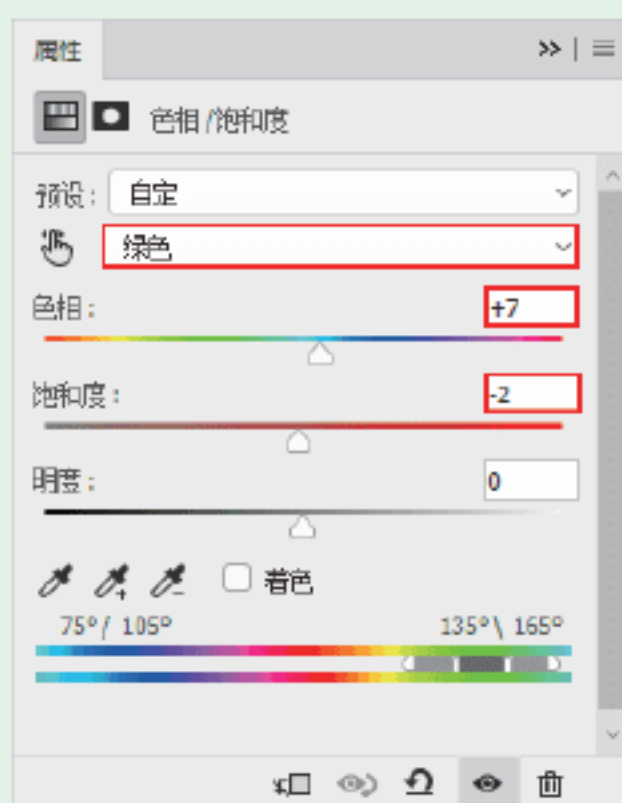 属性
色相/饱和度
预设: 自定
绿色
色相: +7
饱和度: -2
明度: 0
着色
75°/ 105° 135°\ 165°